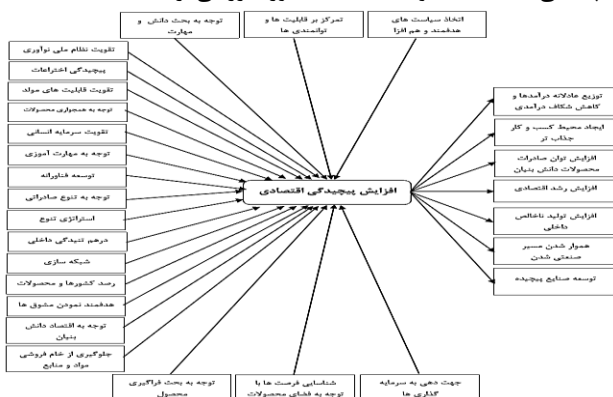 توجه به بحث دانش و
مهارت
تمرکز بر قابلیت ها و
توانمندی ها
اتخاذ سیاست های
هدفمند و هم افزا
تقویت نظام ملی نوآوری
پیچیدگی اختراعات
تقویت قابلیت های مولد
توجه به همجواری محصولات
تقویت سرمایه انسانی
توجه به مهارت آموزی
توسعه فناورانه
توجه به تنوع صادراتی
استراتژی تنوع
درهم تنیدگی داخلی
شبکه سازی
رصد کشورها و محصولات
هدفمند نمودن مشوق ها
توجه به اقتصاد دانش
بنیان
جلوگیری از خام فروشی
مواد و منابع
افزایش پیچیدگی اقتصادی
توزیع عادلانه درآمدها و
کاهش شکاف درآمدی
ایجاد محیط کسب و کار
جذاب تر
افزایش توان صادرات
محصولات دانش بنیان
افزایش رشد اقتصادی
افزایش تولید ناخالص
داخلی
هموار شدن مسیر
صنعتی شدن
توسعه صنایع پیچیده
توجه به بحث فراگیری
محصول
شناسایی فرصت ها با
توجه به فضای محصولات
جهت دهی به سرمایه
گذاری ها